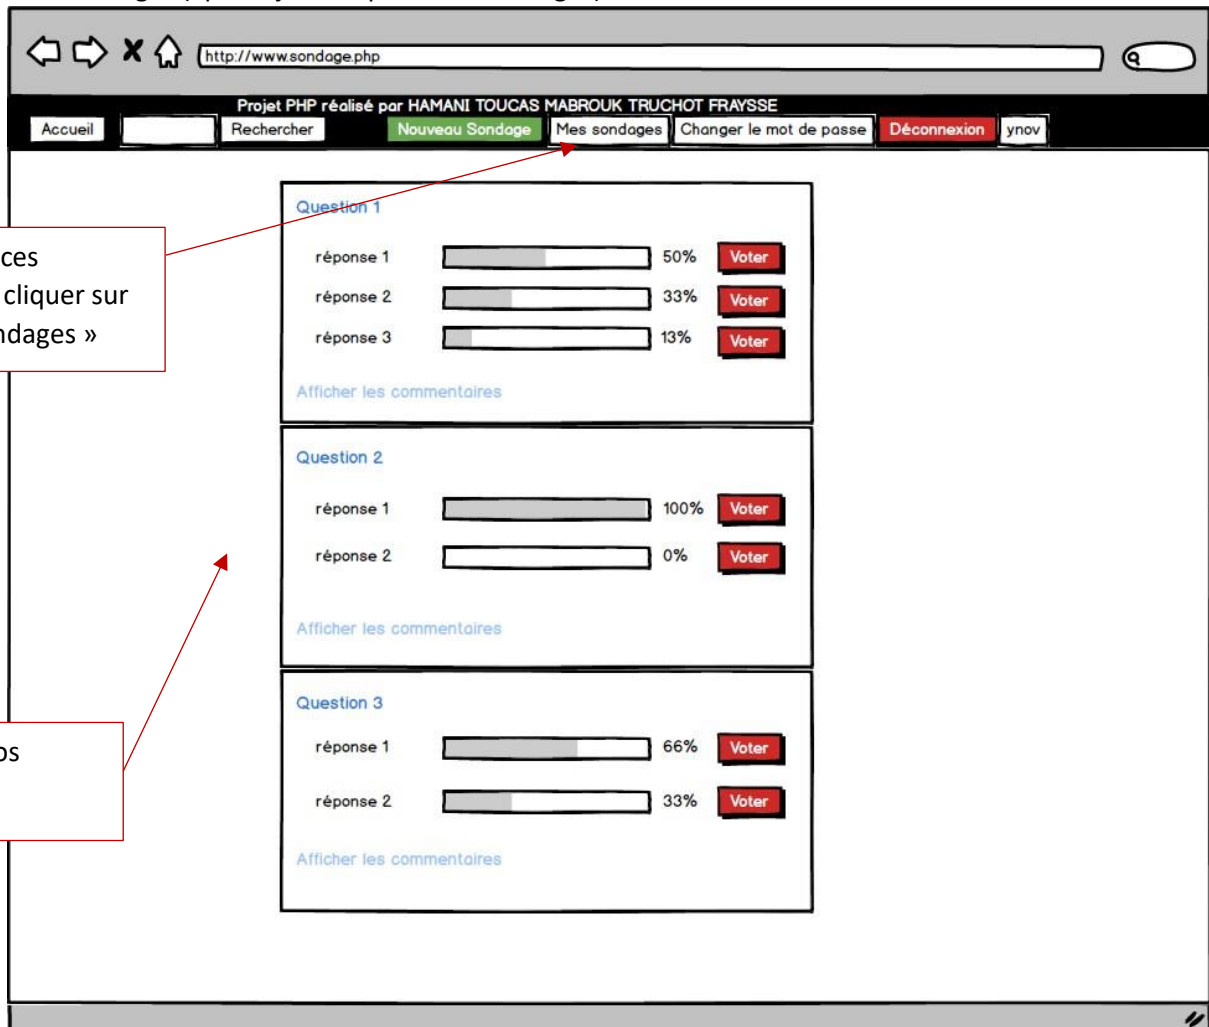 http://www.sondage.php
Projet PHP réalisé par HAMANI TOUCAS MABROUK TRUCHOT FRAYSSE
Accueil Rechercher Nouveau Sondage Mes sondages Changer le mot de passe Déconnexion ynov
Question 1
réponse 1 50% Voter
réponse 2 33% Voter
réponse 3 13% Voter
Afficher les commentaires
ces
cliquer sur
ndages »
Question 2
réponse 1 100% Voter
réponse 2 0% Voter
Afficher les commentaires
Question 3
réponse 1 66% Voter
réponse 2 33% Voter
Afficher les commentaires
os